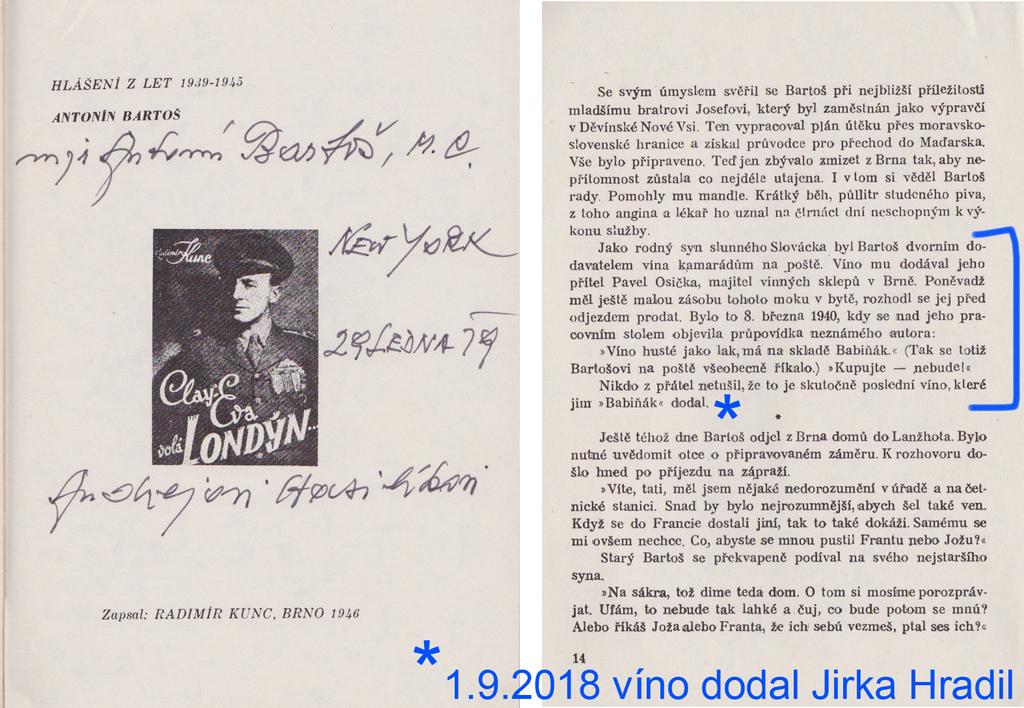 HLÁŠENÍ Z LET 1939-1945
ANTONÍN BARTOŠ
Antonín Bartoš, M. C.
NEW YORK
29 LEDNA 79
Vladimír Kunc
Clay-Eva
volá LONDÝN...
Zapsal: RADIMÍR KUNC, BRNO 1946
Se svým úmyslem svěřil se Bartoš při nejbližší příležitosti
mladšímu bratrovi Josefovi, který byl zaměstnán jako výpravčí
v Děvínské Nové Vsi. Ten vypracoval plán útěku přes moravsko-
slovenské hranice a získal průvodce pro přechod do Maďarska.
Vše bylo připraveno. Teď jen zbývalo zmizet z Brna tak, aby ne-
přítomnost zůstala co nejdéle utajena. I v tom si věděl Bartoš
rady. Pomohly mu mandle. Krátký běh, půllitr studeného piva,
z toho angina a lékař ho uznal na čtrnáct dní neschopným k vý-
konu služby.
Jako rodný syn slunného Slovácka byl Bartoš dvorním do-
davatelem vína kamarádům na poště. Víno mu dodával jeho
přítel Pavel Osička, majitel vinných sklepů v Brně. Poněvadž
měl ještě malou zásobu tohoto moku v bytě, rozhodl se jej před
odjezdem prodat. Bylo to 8. března 1940, kdy se nad jeho pra-
covním stolem objevila průpovídka neznámého autora:
»Víno husté jako lak, má na skladě Babiňák.« (Tak se totiž
Bartošovi na poště všeobecně říkalo.) »Kupujte — nebude!«
Nikdo z přátel netušil, že to je skutečně poslední víno, které
jim »Babiňák« dodal. *
*
Ještě téhož dne Bartoš odjel z Brna domů do Lanžhota. Bylo
nutné uvědomit otce o připravovaném záměru. K rozhovoru do-
šlo hned po příjezdu na zápraží.
»Víte, tati, měl jsem nějaké nedorozumění v úřadě a na čet-
nické stanici. Snad by bylo nejrozumnější, abych šel také ven.
Když se do Francie dostali jiní, tak to také dokáži. Samému se
mi ovšem nechce. Co, abyste se mnou pustil Frantu nebo Jožu?«
Starý Bartoš se překvapeně podíval na svého nejstaršího
syna.
»Na sákra, tož dime teda dom. O tom si mosíme porozpráv-
jat. Ufám, to nebude tak lahké a čuj, co bude potom se mnú?
Alebo říkáš Joža alebo Franta, že ich sebú vezmeš, ptal ses ich?«
14
* 1.9.2018 víno dodal Jirka Hradil